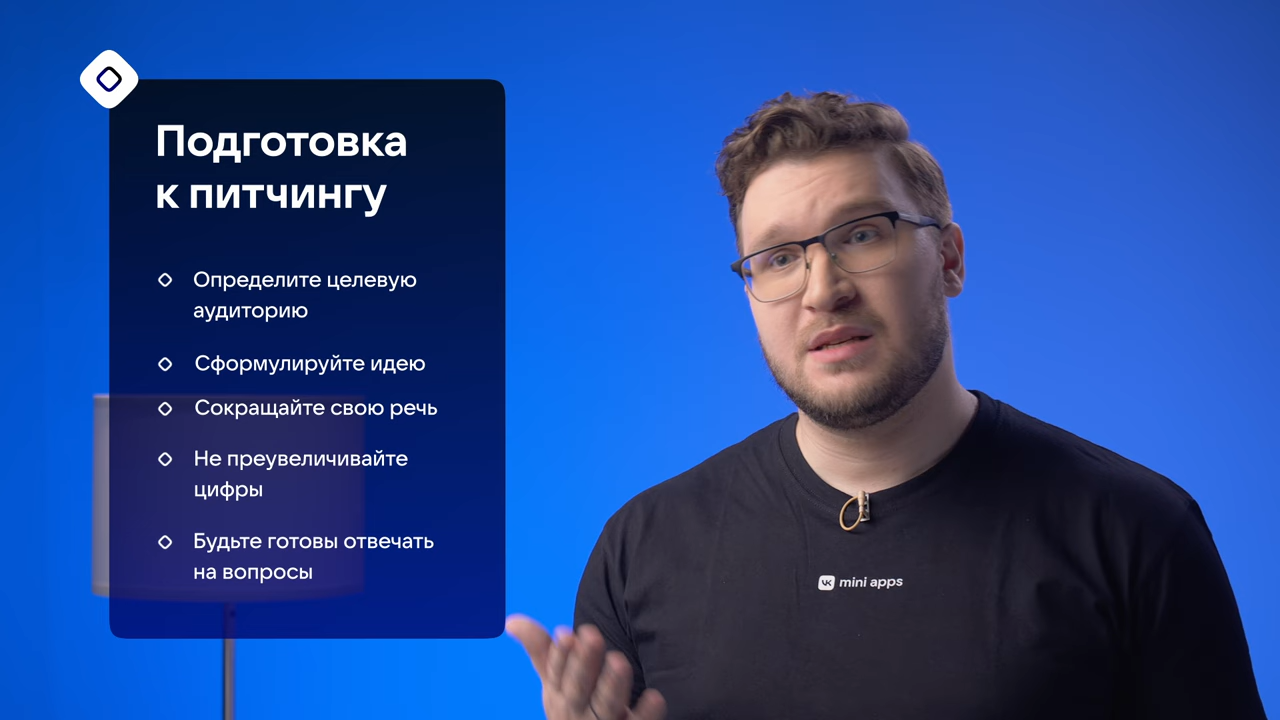 Подготовка
к питчингу
Определите целевую
аудиторию
Сформулируйте идею
Сокращайте свою речь
Не преувеличивайте
цифры
Будьте готовы отвечать
на вопросы
VK mini apps